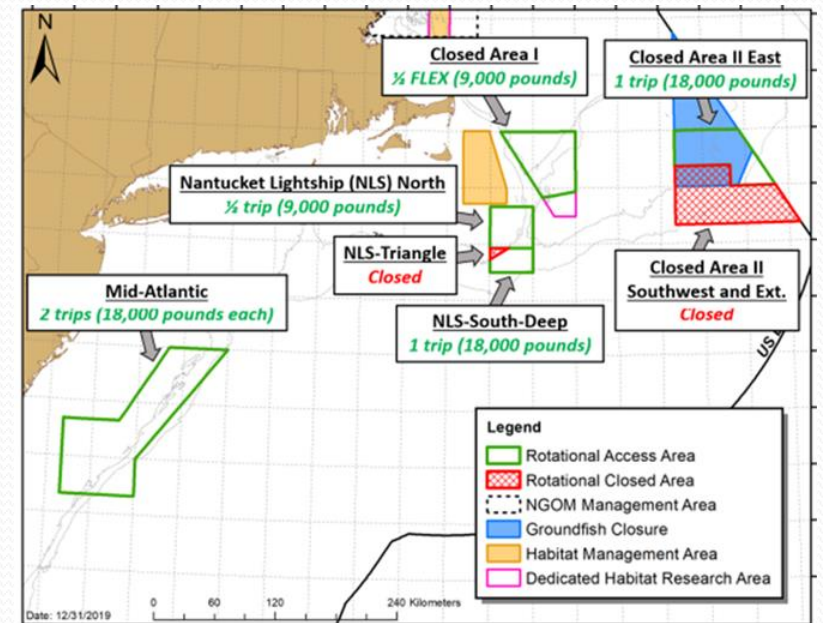 N
Closed Area I
½ FLEX (9,000 pounds)
Closed Area II East
1 trip (18,000 pounds)
Nantucket Lightship (NLS) North
½ trip (9,000 pounds)
NLS-Triangle
Closed
Mid-Atlantic
2 trips (18,000 pounds each)
NLS-South-Deep
1 trip (18,000 pounds)
Closed Area II
Southwest and Ext.
Closed
US
Legend
Rotational Access Area
Rotational Closed Area
NGOM Management Area
Groundfish Closure
Habitat Management Area
Dedicated Habitat Research Area
Date: 12/31/2019
0 60 120 240 Kilometers